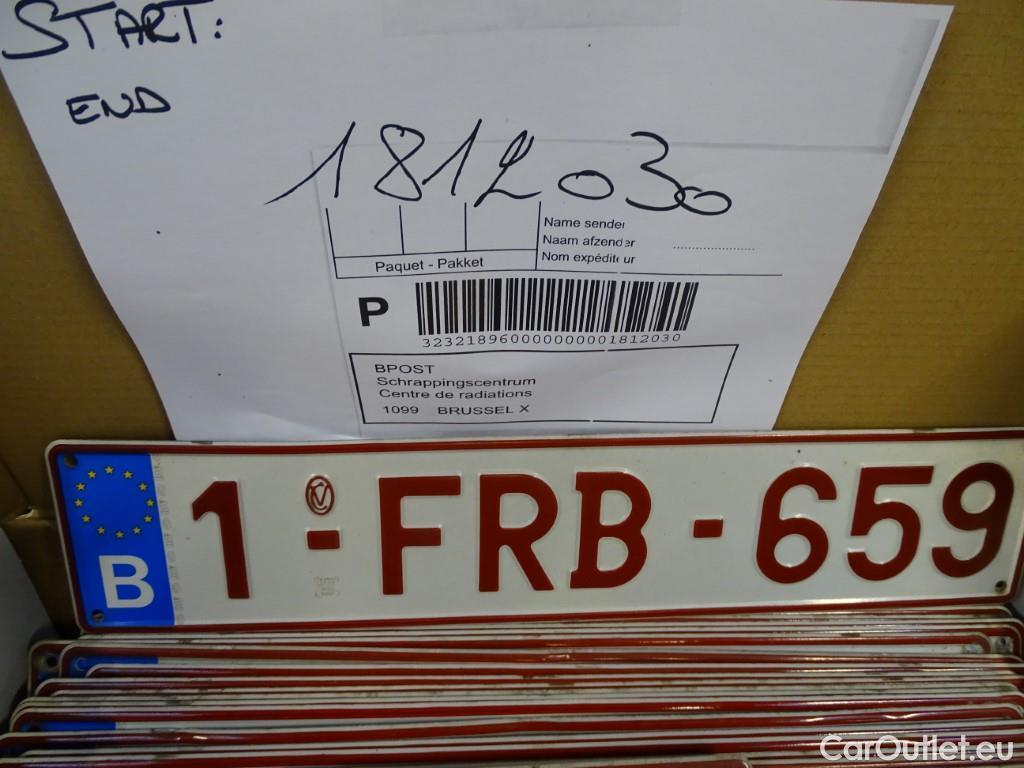 START:
END
1812030
Name sender
Naam afzender
Nom expéditeur
Paquet - Pakket
P
323218960000000001812030
BPOST
Schrappingscentrum
Centre de radiations
1099 BRUSSEL X
1-FRB-659
B
CarOutlet.eu